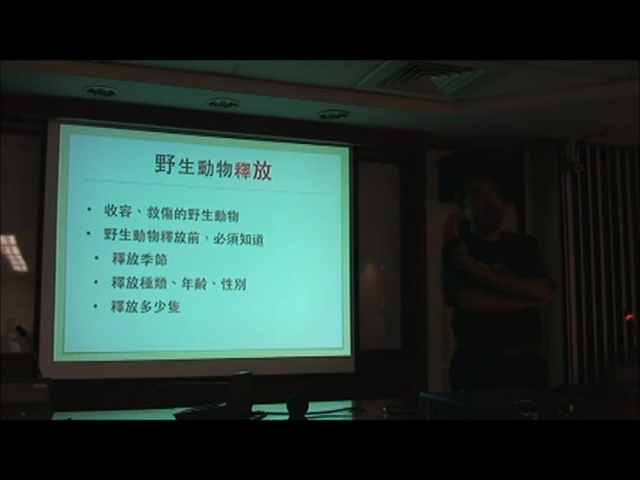 野生動物釋放
• 收容、救傷的野生動物
• 野生動物釋放前，必須知道
• 釋放季節
• 釋放種類、年齡、性別
• 釋放多少隻